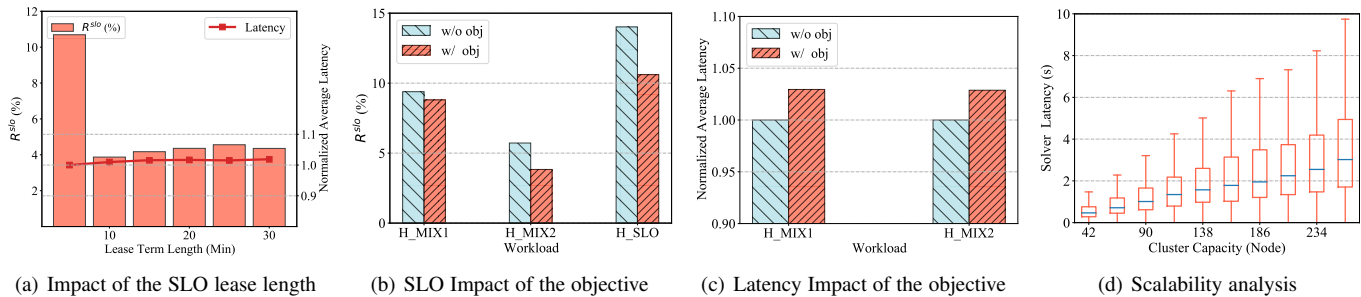 12
10
8
6
4
2
R^slo (%)
R^slo (%)
Latency
1.1
1.0
0.9
Normalized Average Latency
10
20
30
Lease Term Length (Min)
(a) Impact of the SLO lease length
15
10
5
0
R^slo (%)
w/o obj
w/ obj
H_MIX1
H_MIX2
H_SLO
Workload
(b) SLO Impact of the objective
1.10
1.05
1.00
0.95
0.90
Normalized Average Latency
w/o obj
w/ obj
H_MIX1
H_MIX2
Workload
(c) Latency Impact of the objective
10
8
6
4
2
0
Solver Latency (s)
42
90
138
186
234
Cluster Capacity (Node)
(d) Scalability analysis